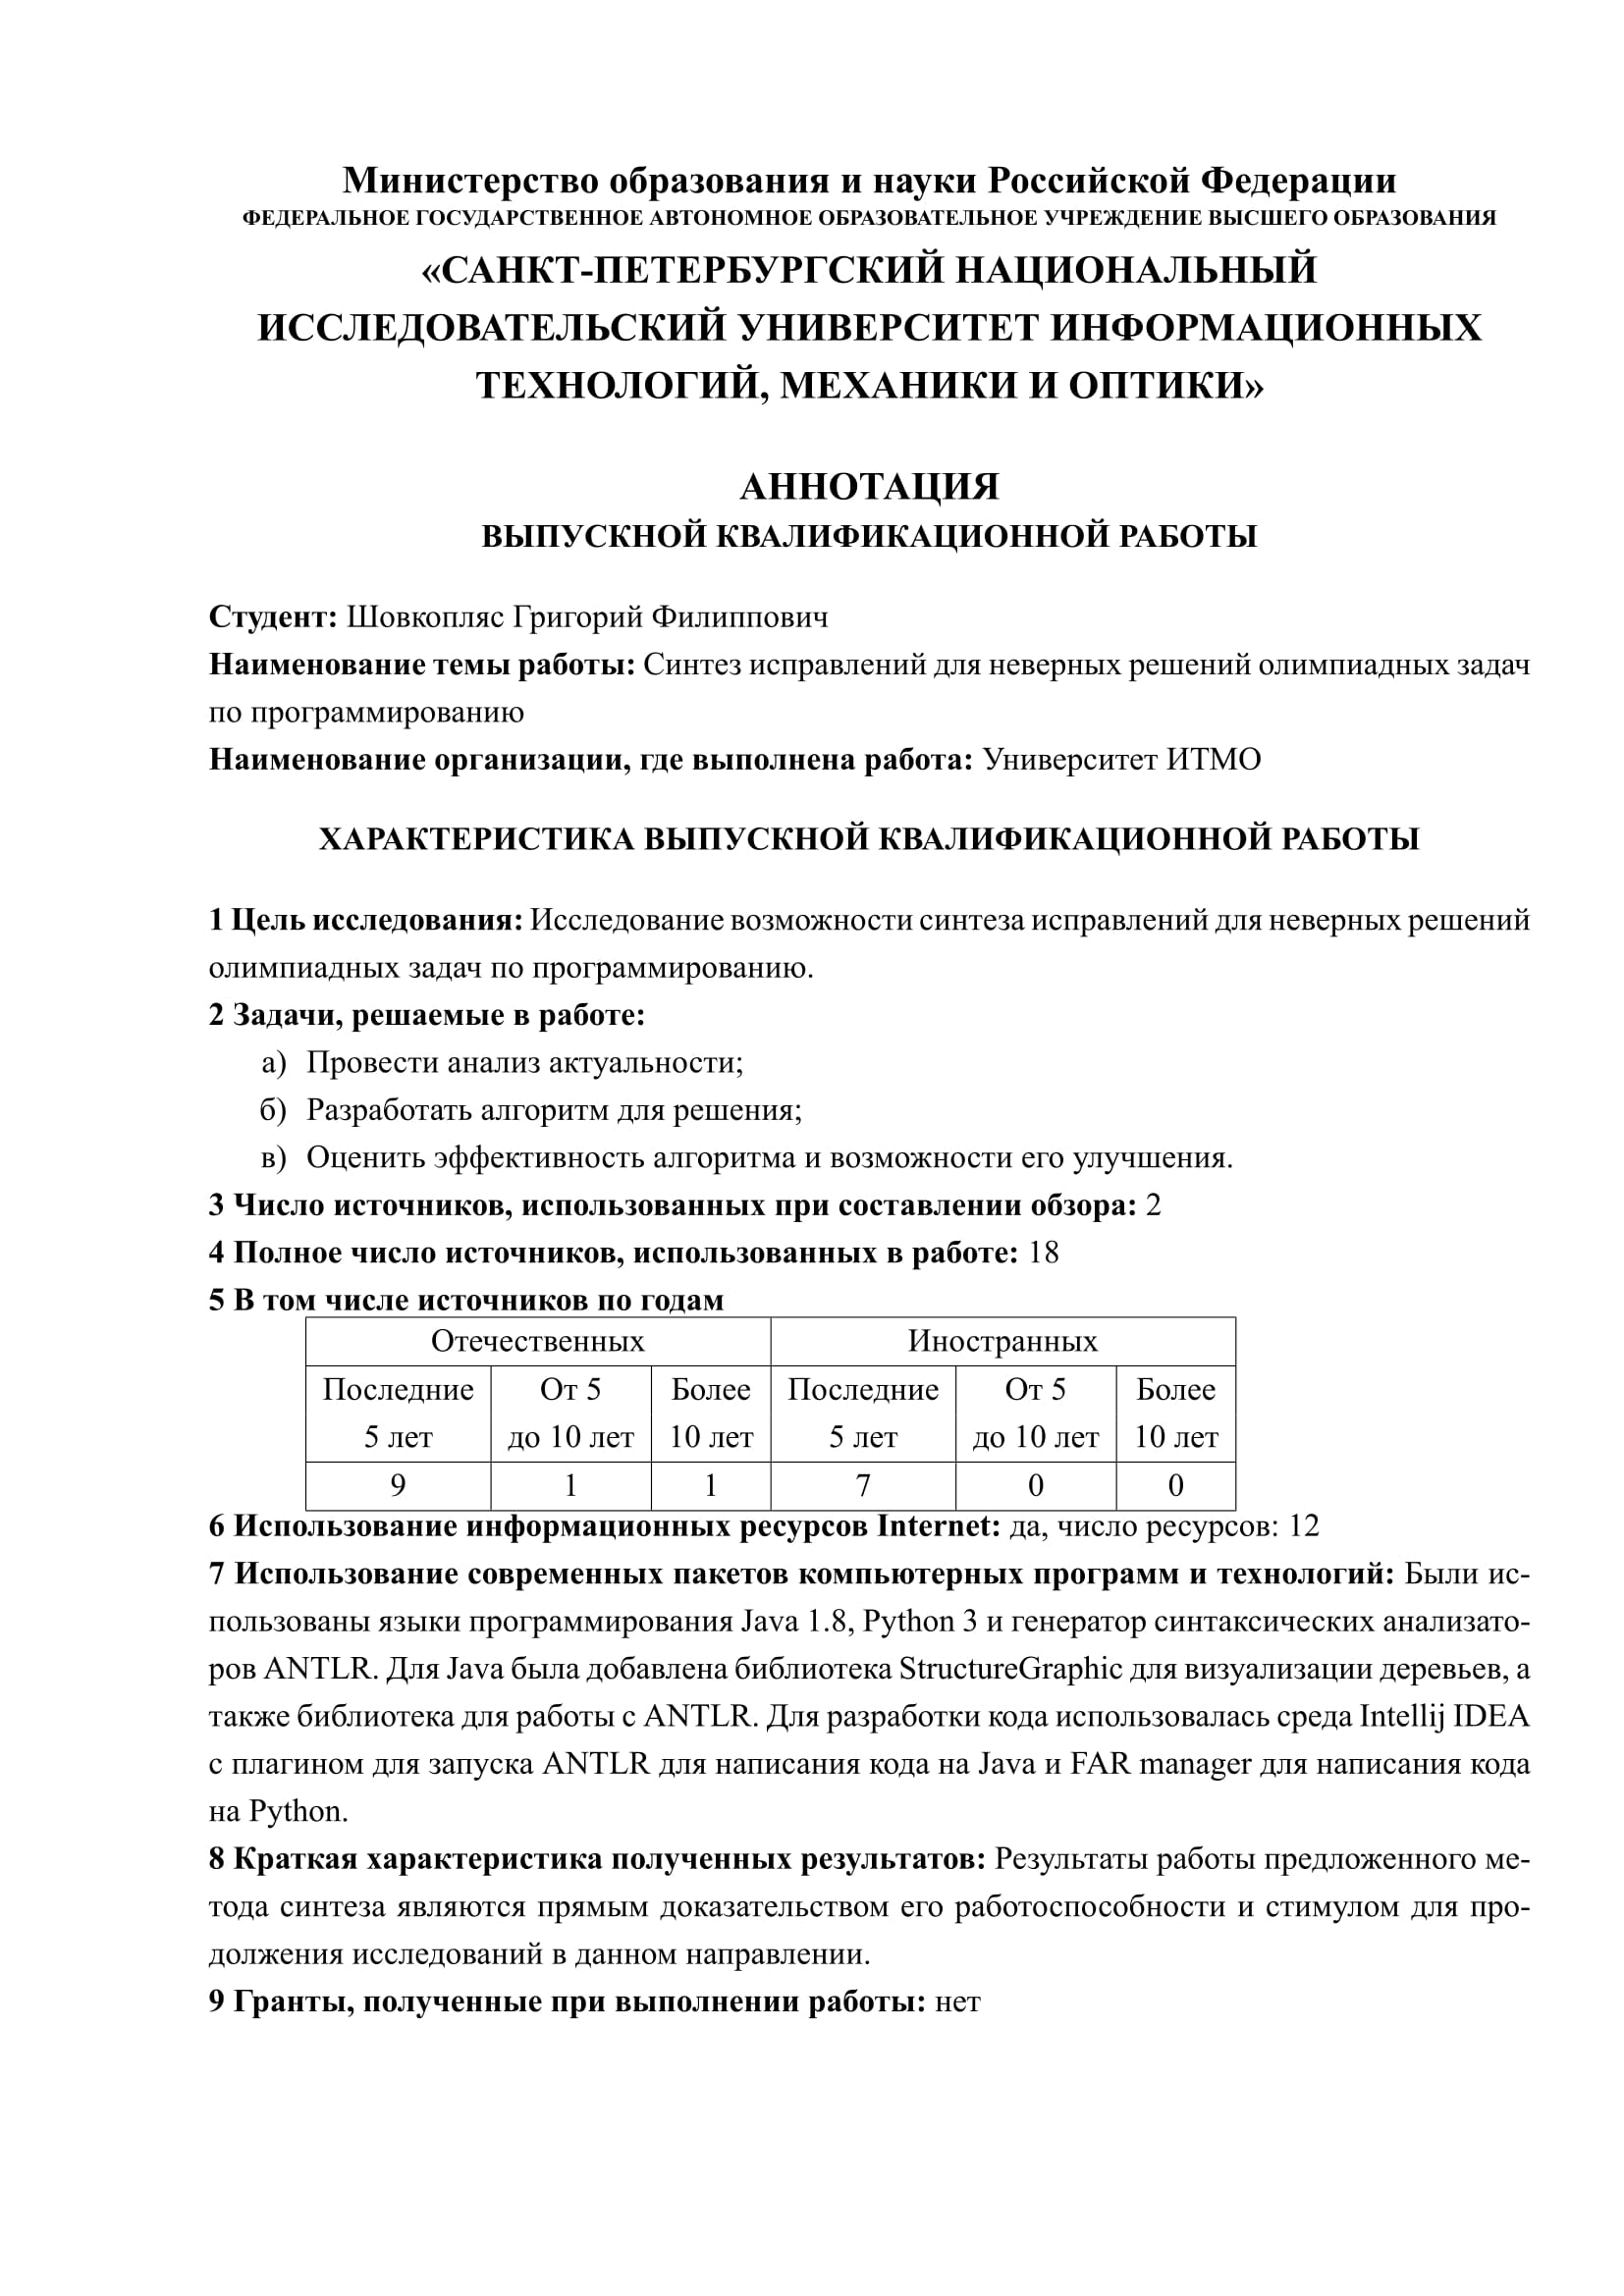 Министерство образования и науки Российской Федерации
ФЕДЕРАЛЬНОЕ ГОСУДАРСТВЕННОЕ АВТОНОМНОЕ ОБРАЗОВАТЕЛЬНОЕ УЧРЕЖДЕНИЕ ВЫСШЕГО ОБРАЗОВАНИЯ
«САНКТ-ПЕТЕРБУРГСКИЙ НАЦИОНАЛЬНЫЙ
ИССЛЕДОВАТЕЛЬСКИЙ УНИВЕРСИТЕТ ИНФОРМАЦИОННЫХ
ТЕХНОЛОГИЙ, МЕХАНИКИ И ОПТИКИ»
АННОТАЦИЯ
ВЫПУСКНОЙ КВАЛИФИКАЦИОННОЙ РАБОТЫ
Студент: Шовкопляс Григорий Филиппович
Наименование темы работы: Синтез исправлений для неверных решений олимпиадных задач
по программированию
Наименование организации, где выполнена работа: Университет ИТМО
ХАРАКТЕРИСТИКА ВЫПУСКНОЙ КВАЛИФИКАЦИОННОЙ РАБОТЫ
1 Цель исследования: Исследование возможности синтеза исправлений для неверных решений
олимпиадных задач по программированию.
2 Задачи, решаемые в работе:
а) Провести анализ актуальности;
б) Разработать алгоритм для решения;
в) Оценить эффективность алгоритма и возможности его улучшения.
3 Число источников, использованных при составлении обзора: 2
4 Полное число источников, использованных в работе: 18
5 В том числе источников по годам
Отечественных Иностранных
Последние От 5 Более Последние От 5 Более
5 лет до 10 лет 10 лет 5 лет до 10 лет 10 лет
9 1 1 7 0 0
6 Использование информационных ресурсов Internet: да, число ресурсов: 12
7 Использование современных пакетов компьютерных программ и технологий: Были ис-
пользованы языки программирования Java 1.8, Python 3 и генератор синтаксических анализато-
ров ANTLR. Для Java была добавлена библиотека StructureGraphic для визуализации деревьев, а
также библиотека для работы с ANTLR. Для разработки кода использовалась среда Intellij IDEA
с плагином для запуска ANTLR для написания кода на Java и FAR manager для написания кода
на Python.
8 Краткая характеристика полученных результатов: Результаты работы предложенного ме-
тода синтеза являются прямым доказательством его работоспособности и стимулом для про-
должения исследований в данном направлении.
9 Гранты, полученные при выполнении работы: нет